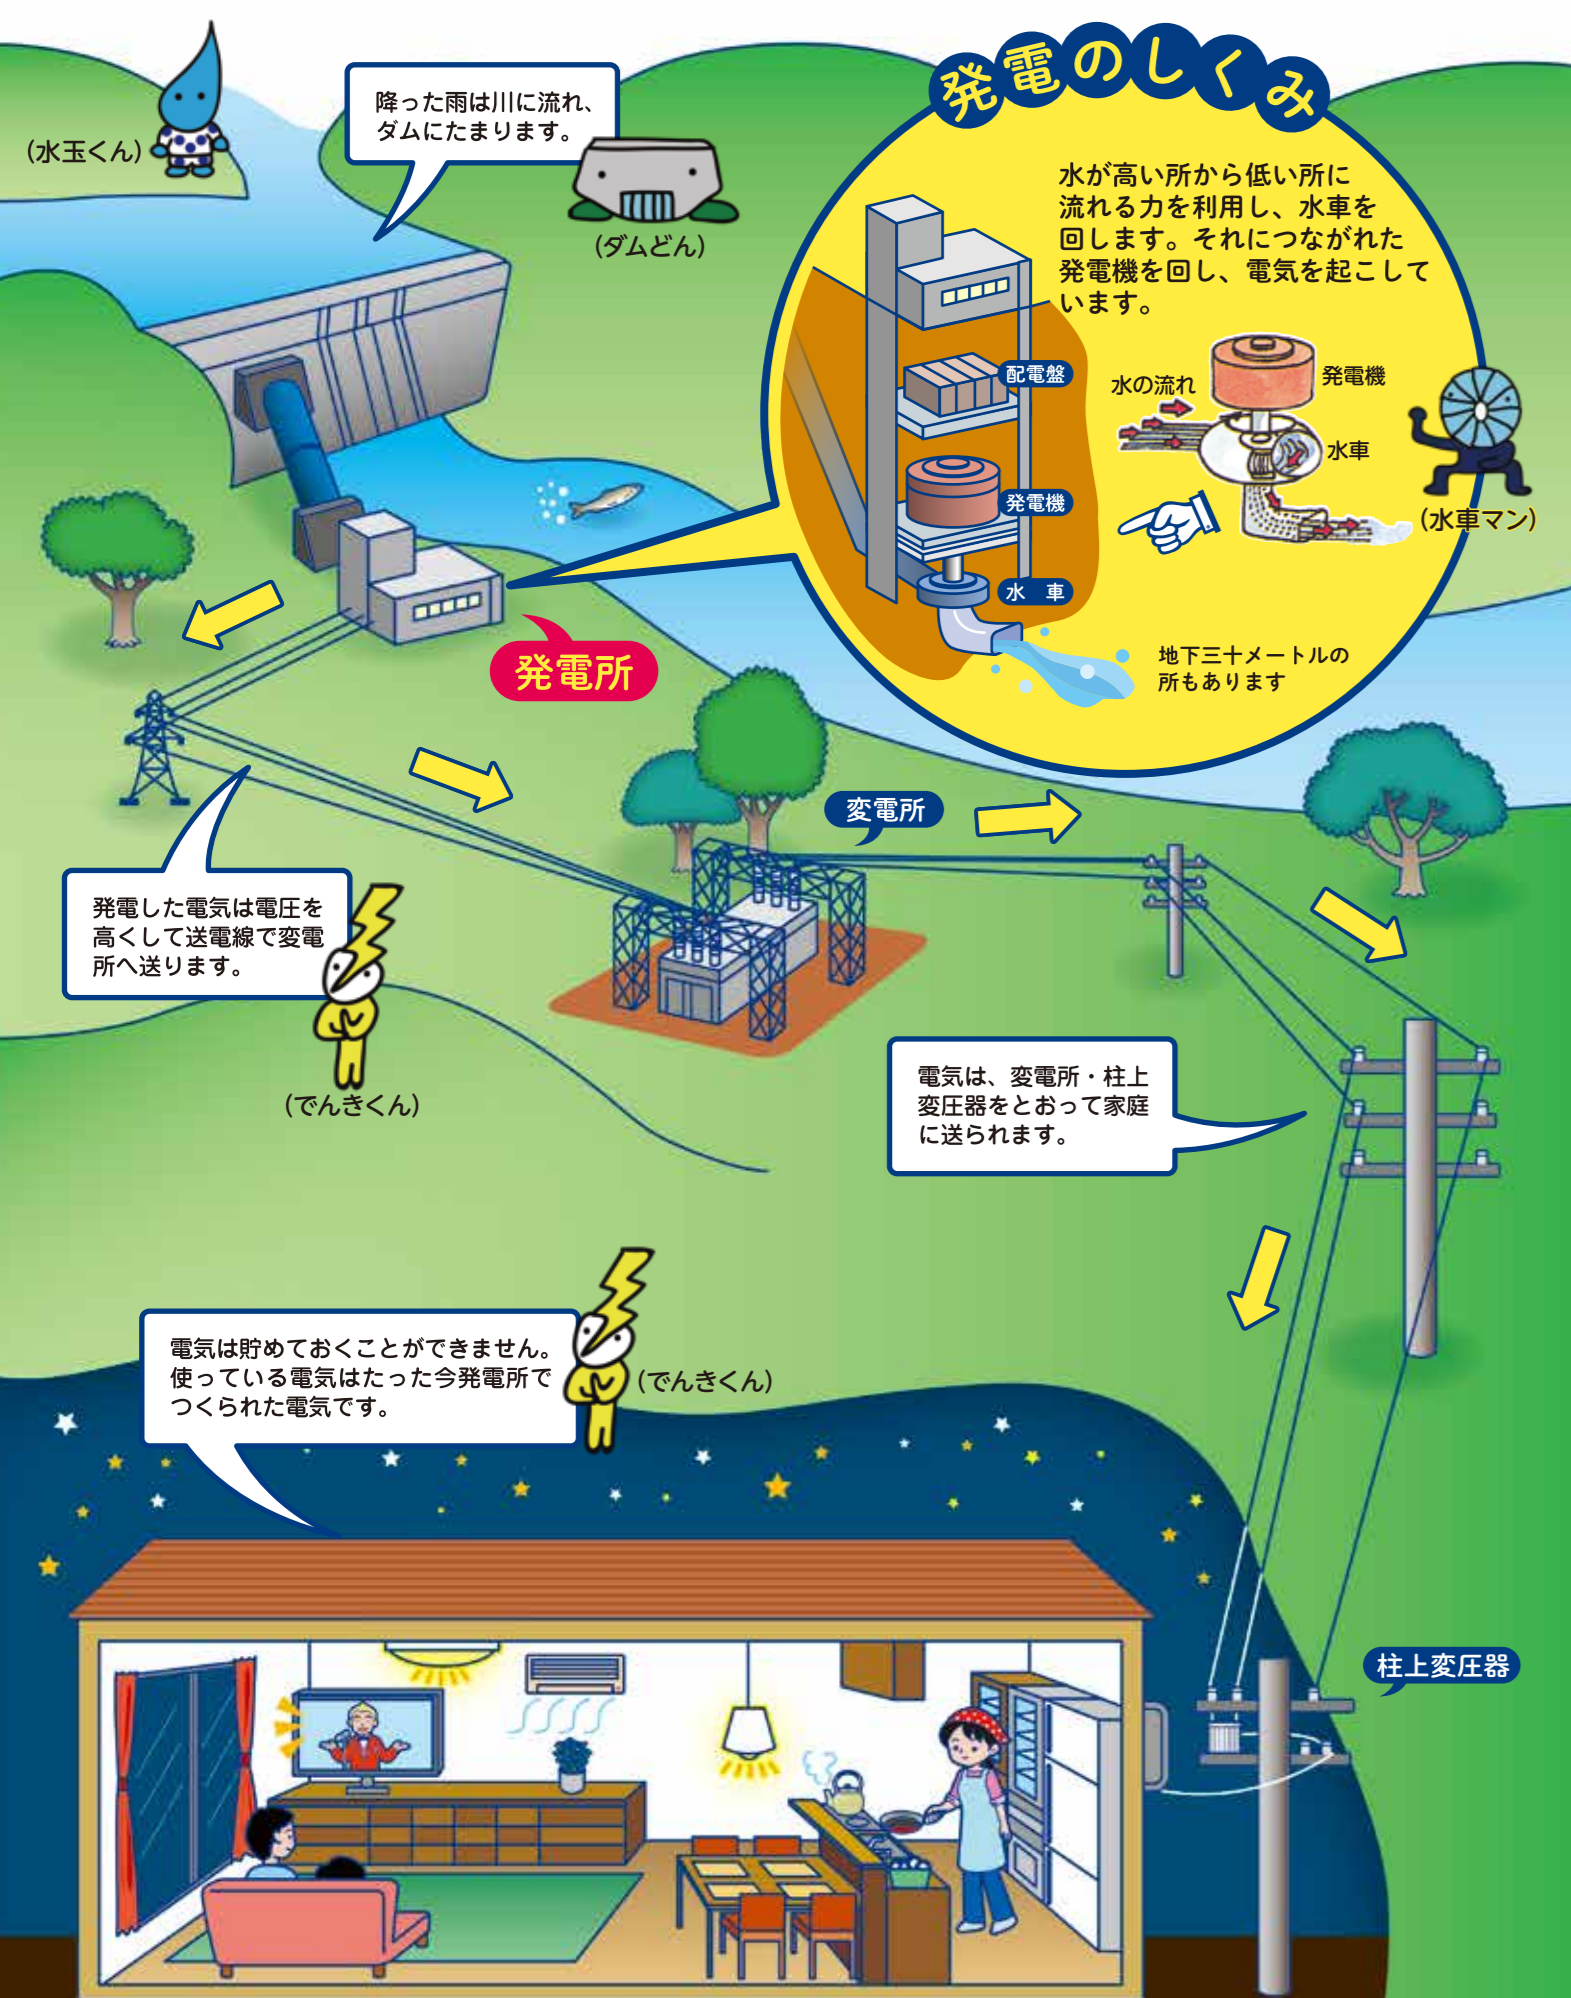 発電のしくみ
(水玉くん)
降った雨は川に流れ、
ダムにたまります。
(ダムどん)
水が高い所から低い所に
流れる力を利用し、水車を
回します。それにつながれた
発電機を回し、電気を起こして
います。
配電盤
発電機
水 車
水の流れ
発電機
水車
(水車マン)
地下三十メートルの
所もあります
発電所
変電所
発電した電気は電圧を
高くして送電線で変電
所へ送ります。
(でんきくん)
電気は、変電所・柱上
変圧器をとおって家庭
に送られます。
電気は貯めておくことができません。
使っている電気はたった今発電所で
つくられた電気です。
(でんきくん)
柱上変圧器